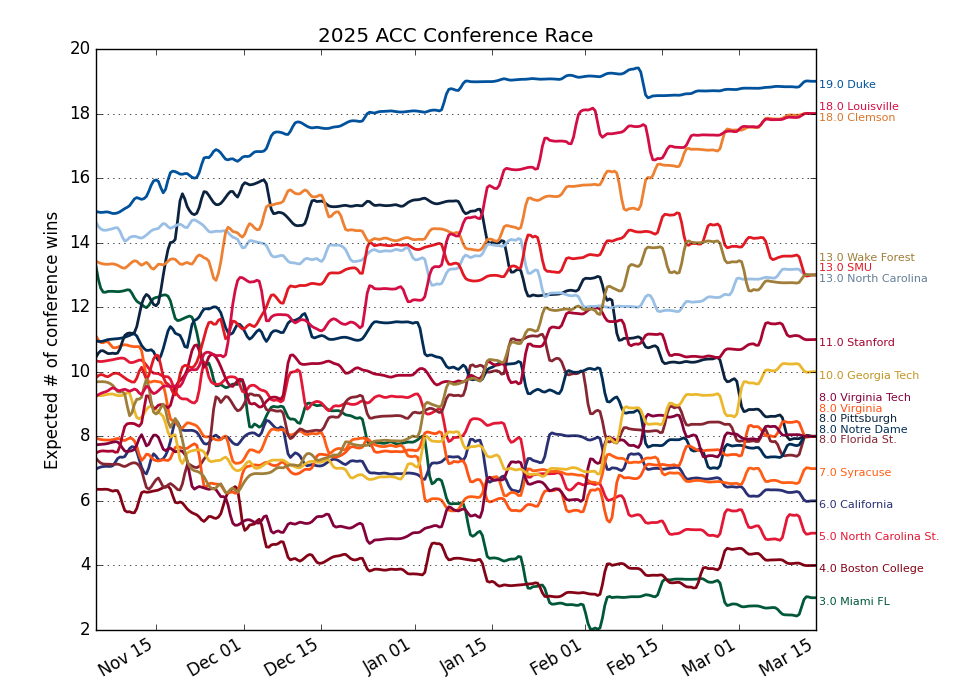 2025 ACC Conference Race
Expected # of conference wins
20
18
16
14
12
10
8
6
4
2
Nov 15
Dec 01
Dec 15
Jan 01
Jan 15
Feb 01
Feb 15
Mar 01
Mar 15
19.0 Duke
18.0 Louisville
18.0 Clemson
13.0 Wake Forest
13.0 SMU
13.0 North Carolina
11.0 Stanford
10.0 Georgia Tech
8.0 Virginia Tech
8.0 Virginia
8.0 Pittsburgh
8.0 Notre Dame
8.0 Florida St.
7.0 Syracuse
6.0 California
5.0 North Carolina St.
4.0 Boston College
3.0 Miami FL